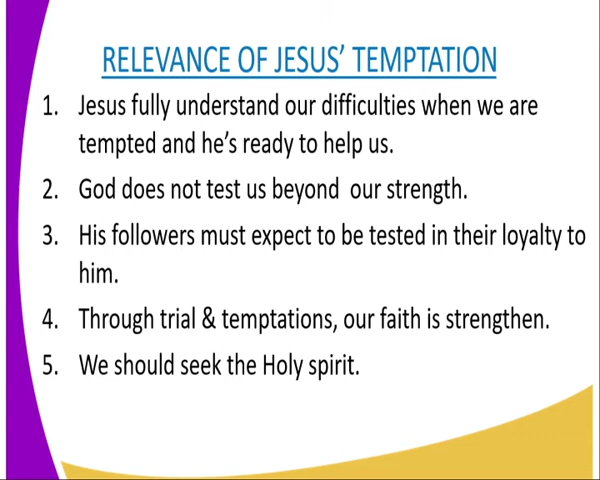 RELEVANCE OF JESUS’ TEMPTATION
1. Jesus fully understand our difficulties when we are
tempted and he’s ready to help us.
2. God does not test us beyond our strength.
3. His followers must expect to be tested in their loyalty to
him.
4. Through trial & temptations, our faith is strengthen.
5. We should seek the Holy spirit.